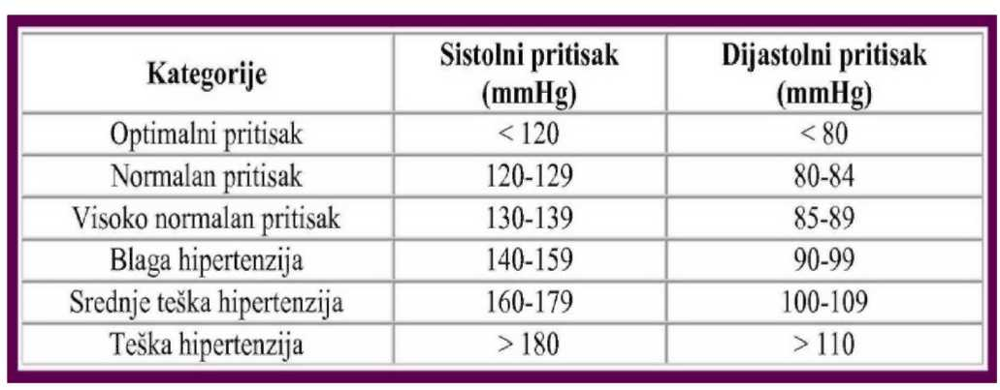 Kategorije Sistolni pritisak (mmHg) Dijastolni pritisak (mmHg)
Optimalni pritisak < 120 < 80
Normalan pritisak 120-129 80-84
Visoko normalan pritisak 130-139 85-89
Blaga hipertenzija 140-159 90-99
Srednje teška hipertenzija 160-179 100-109
Teška hipertenzija > 180 > 110